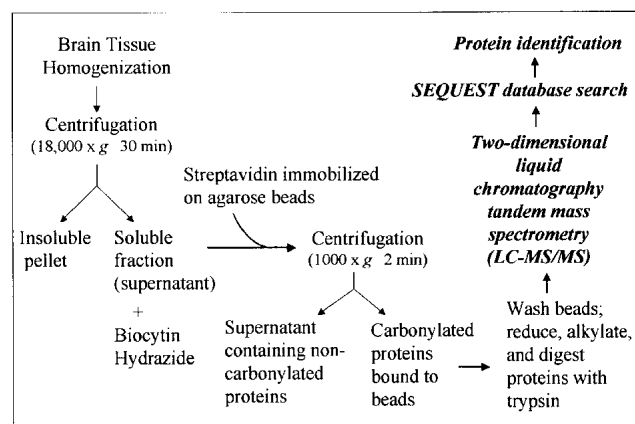 Brain Tissue
Homogenization
Centrifugation
(18,000 x g 30 min)
Insoluble
pellet
Soluble
fraction
(supernatant)
+
Biocytin
Hydrazide
Streptavidin immobilized
on agarose beads
Centrifugation
(1000 x g 2 min)
Supernatant
containing non-
carbonylated
proteins
Carbonylated
proteins
bound to
beads
Wash beads;
reduce, alkylate,
and digest
proteins with
trypsin
Two-dimensional
liquid
chromatography
tandem mass
spectrometry
(LC-MS/MS)
SEQUEST database search
Protein identification